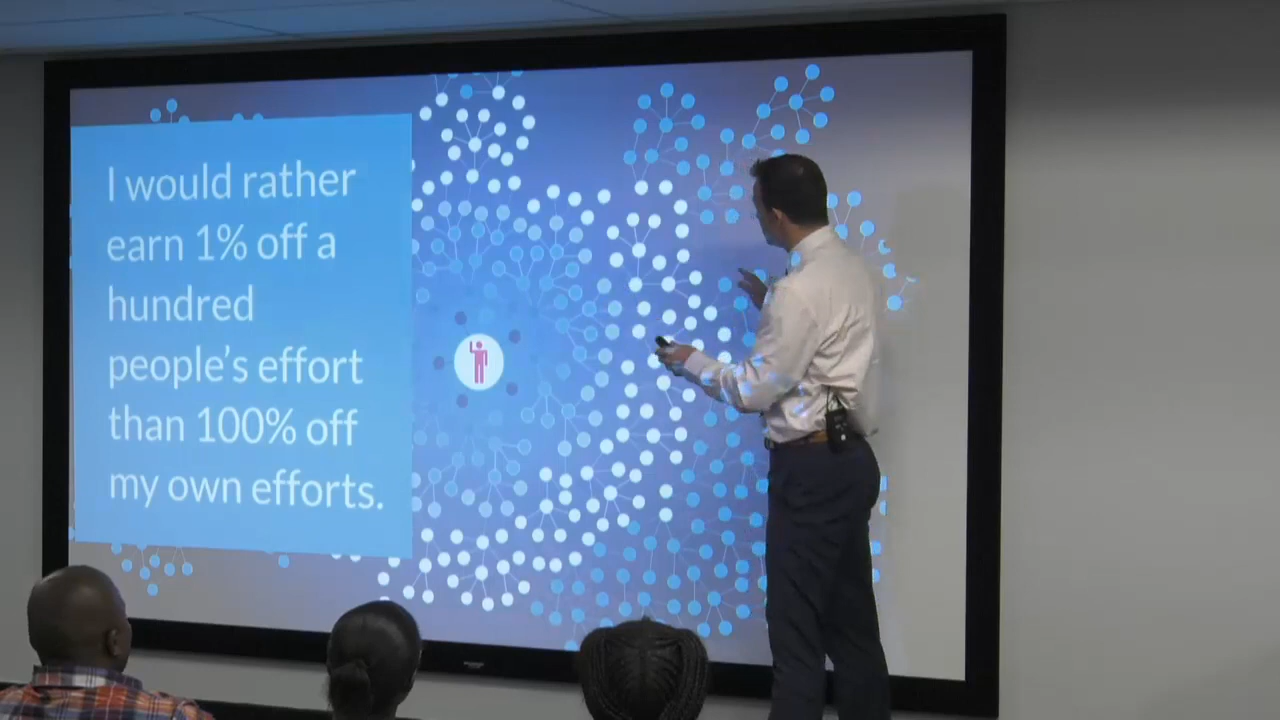 I would rather
earn 1% off a
hundred
people's effort
than 100% off
my own efforts.